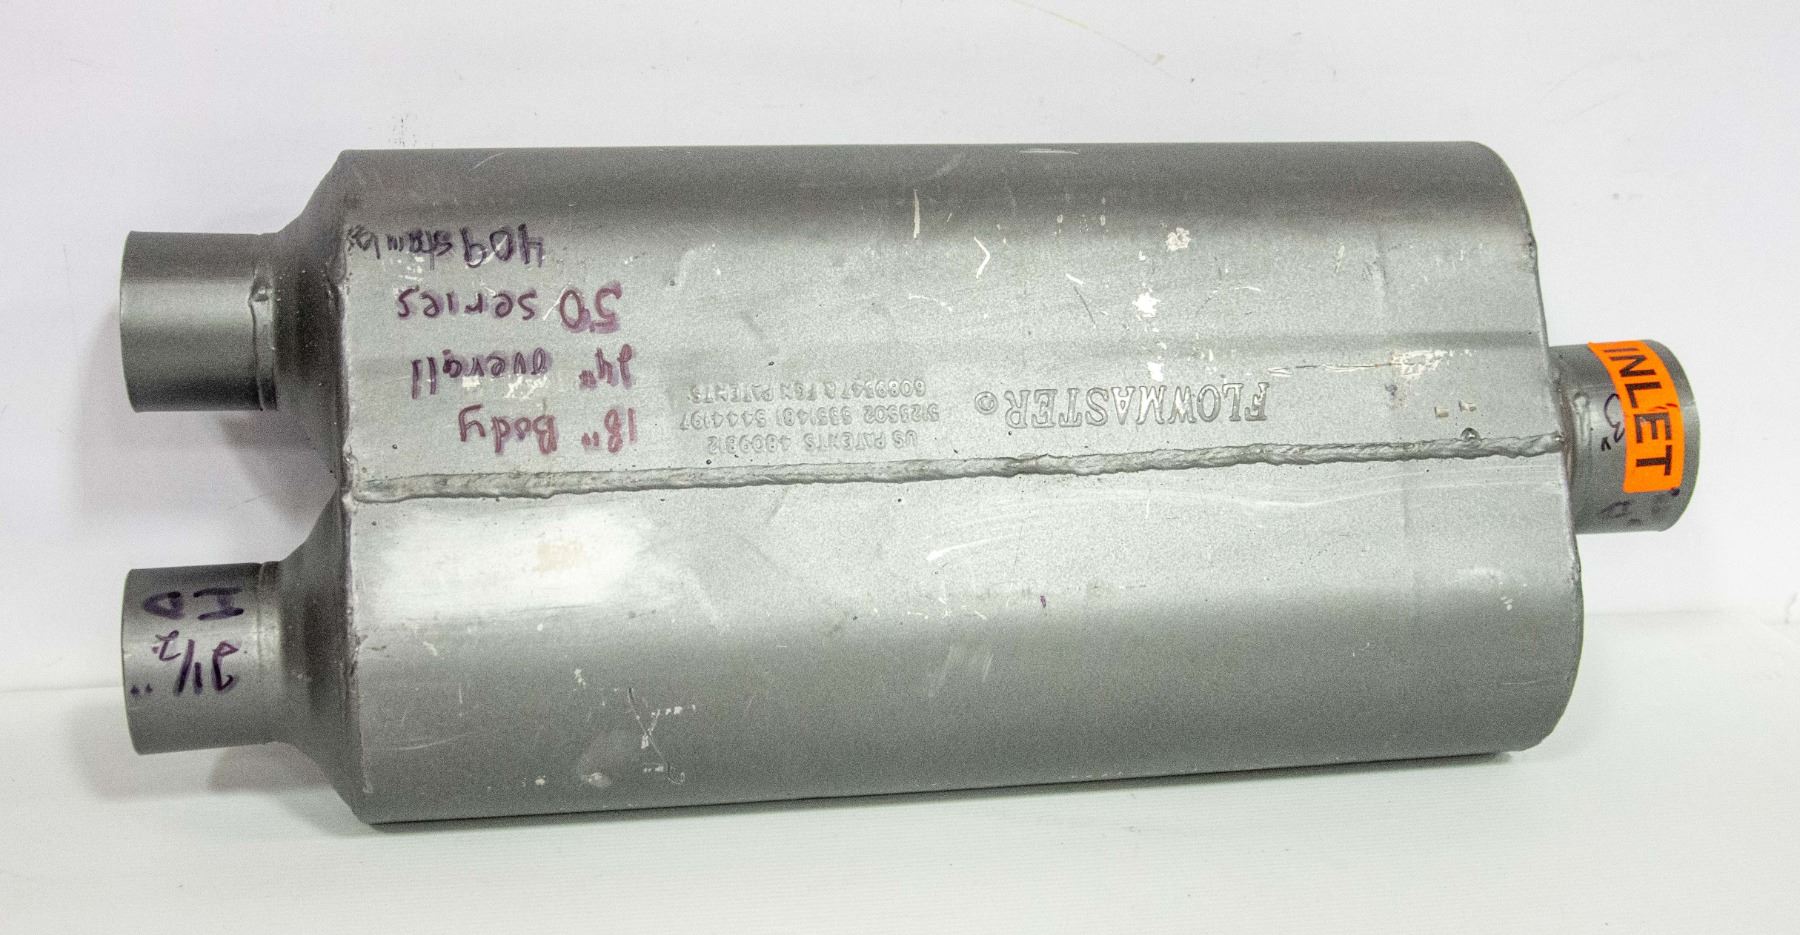 18" Body
24" overall
50 series
409 stainless
FLOWMASTER®
US PATENTS 4809812
5123502 5351481 5444197
6089347 & FGN PATENTS
2 1/2"
ID
INLET
3"